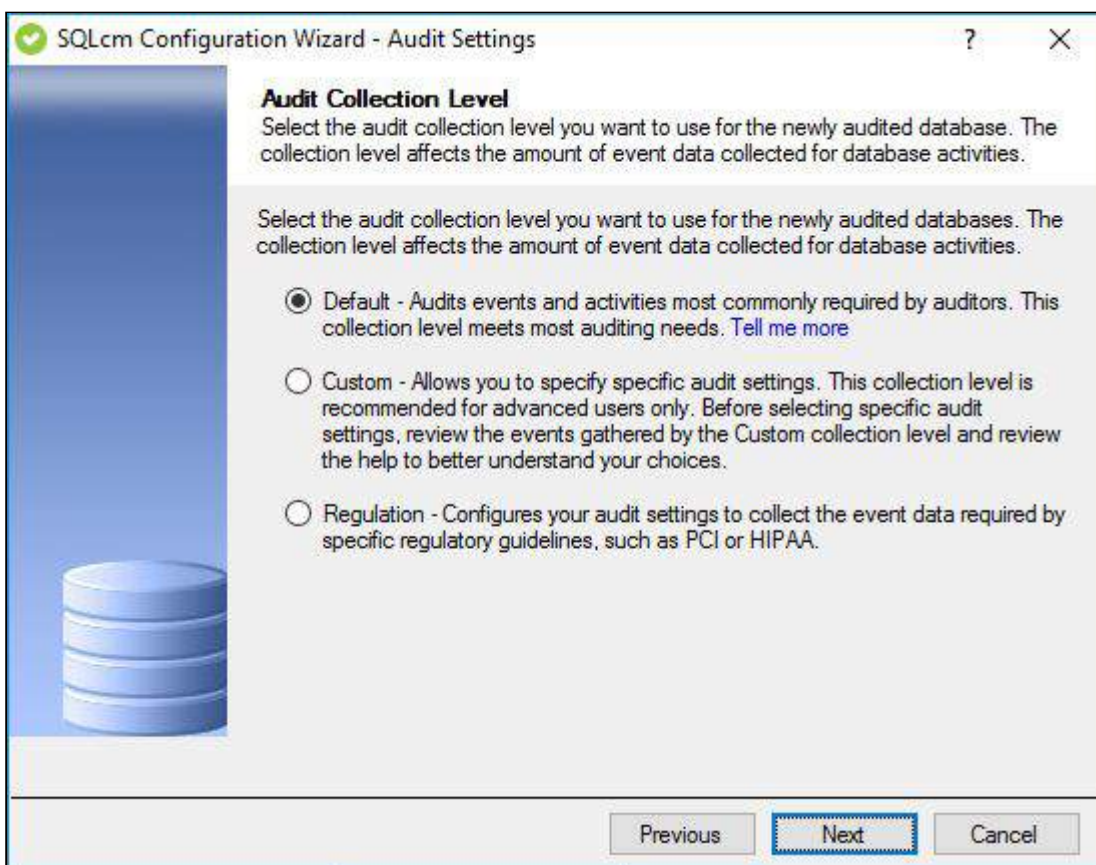 SQLcm Configuration Wizard - Audit Settings
?
Audit Collection Level
Select the audit collection level you want to use for the newly audited database. The
collection level affects the amount of event data collected for database activities.
Select the audit collection level you want to use for the newly audited databases. The
collection level affects the amount of event data collected for database activities.
Default - Audits events and activities most commonly required by auditors. This
collection level meets most auditing needs. Tell me more
Custom - Allows you to specify specific audit settings. This collection level is
recommended for advanced users only. Before selecting specific audit
settings, review the events gathered by the Custom collection level and review
the help to better understand your choices.
Regulation - Configures your audit settings to collect the event data required by
specific regulatory guidelines, such as PCI or HIPAA.
Previous
Next
Cancel